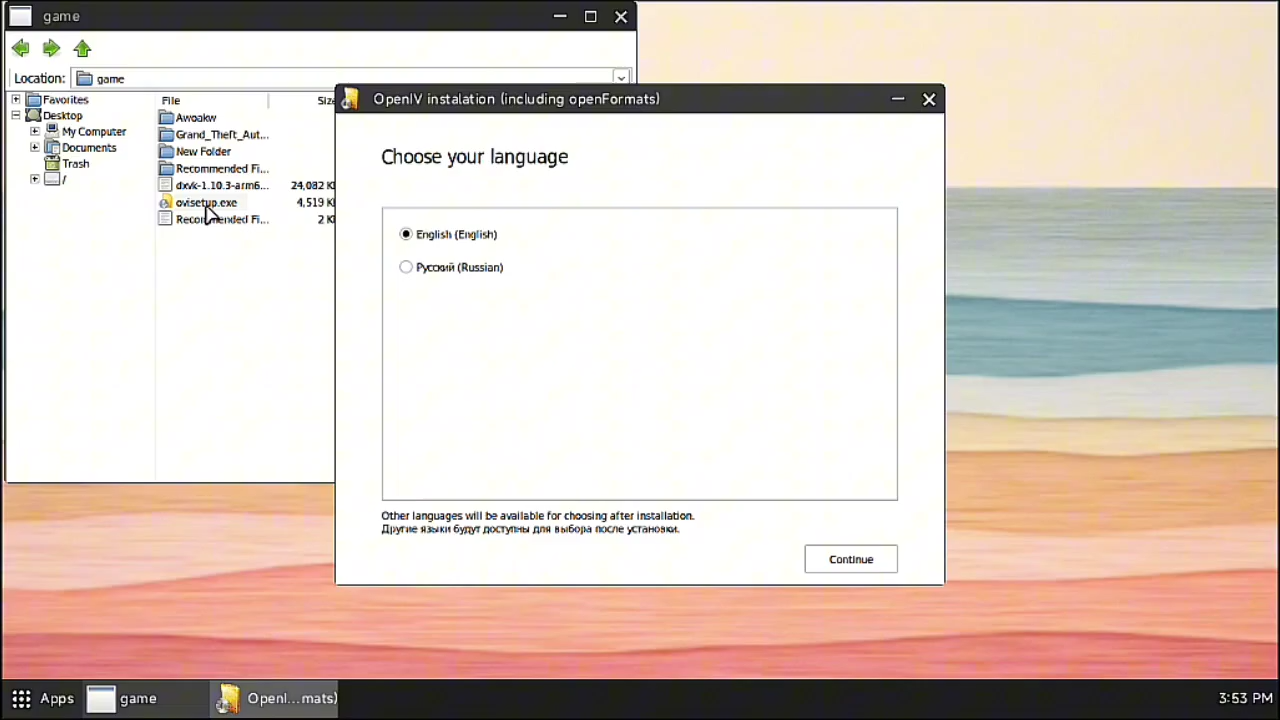 game
Location: game
Favorites
Desktop
My Computer
Documents
Trash
/
File Size
Awoakw
Grand_Theft_Aut...
New Folder
Recommended Fi...
dxvk-1.10.3-arm6... 24,082
ovisetup.exe 4,519
Recommended Fi... 2
OpenIV instalation (including openFormats)
Choose your language
English (English)
Русский (Russian)
Other languages will be available for choosing after installation.
Другие языки будут доступны для выбора после установки.
Continue
Apps game OpenI...mats) 3:53 PM